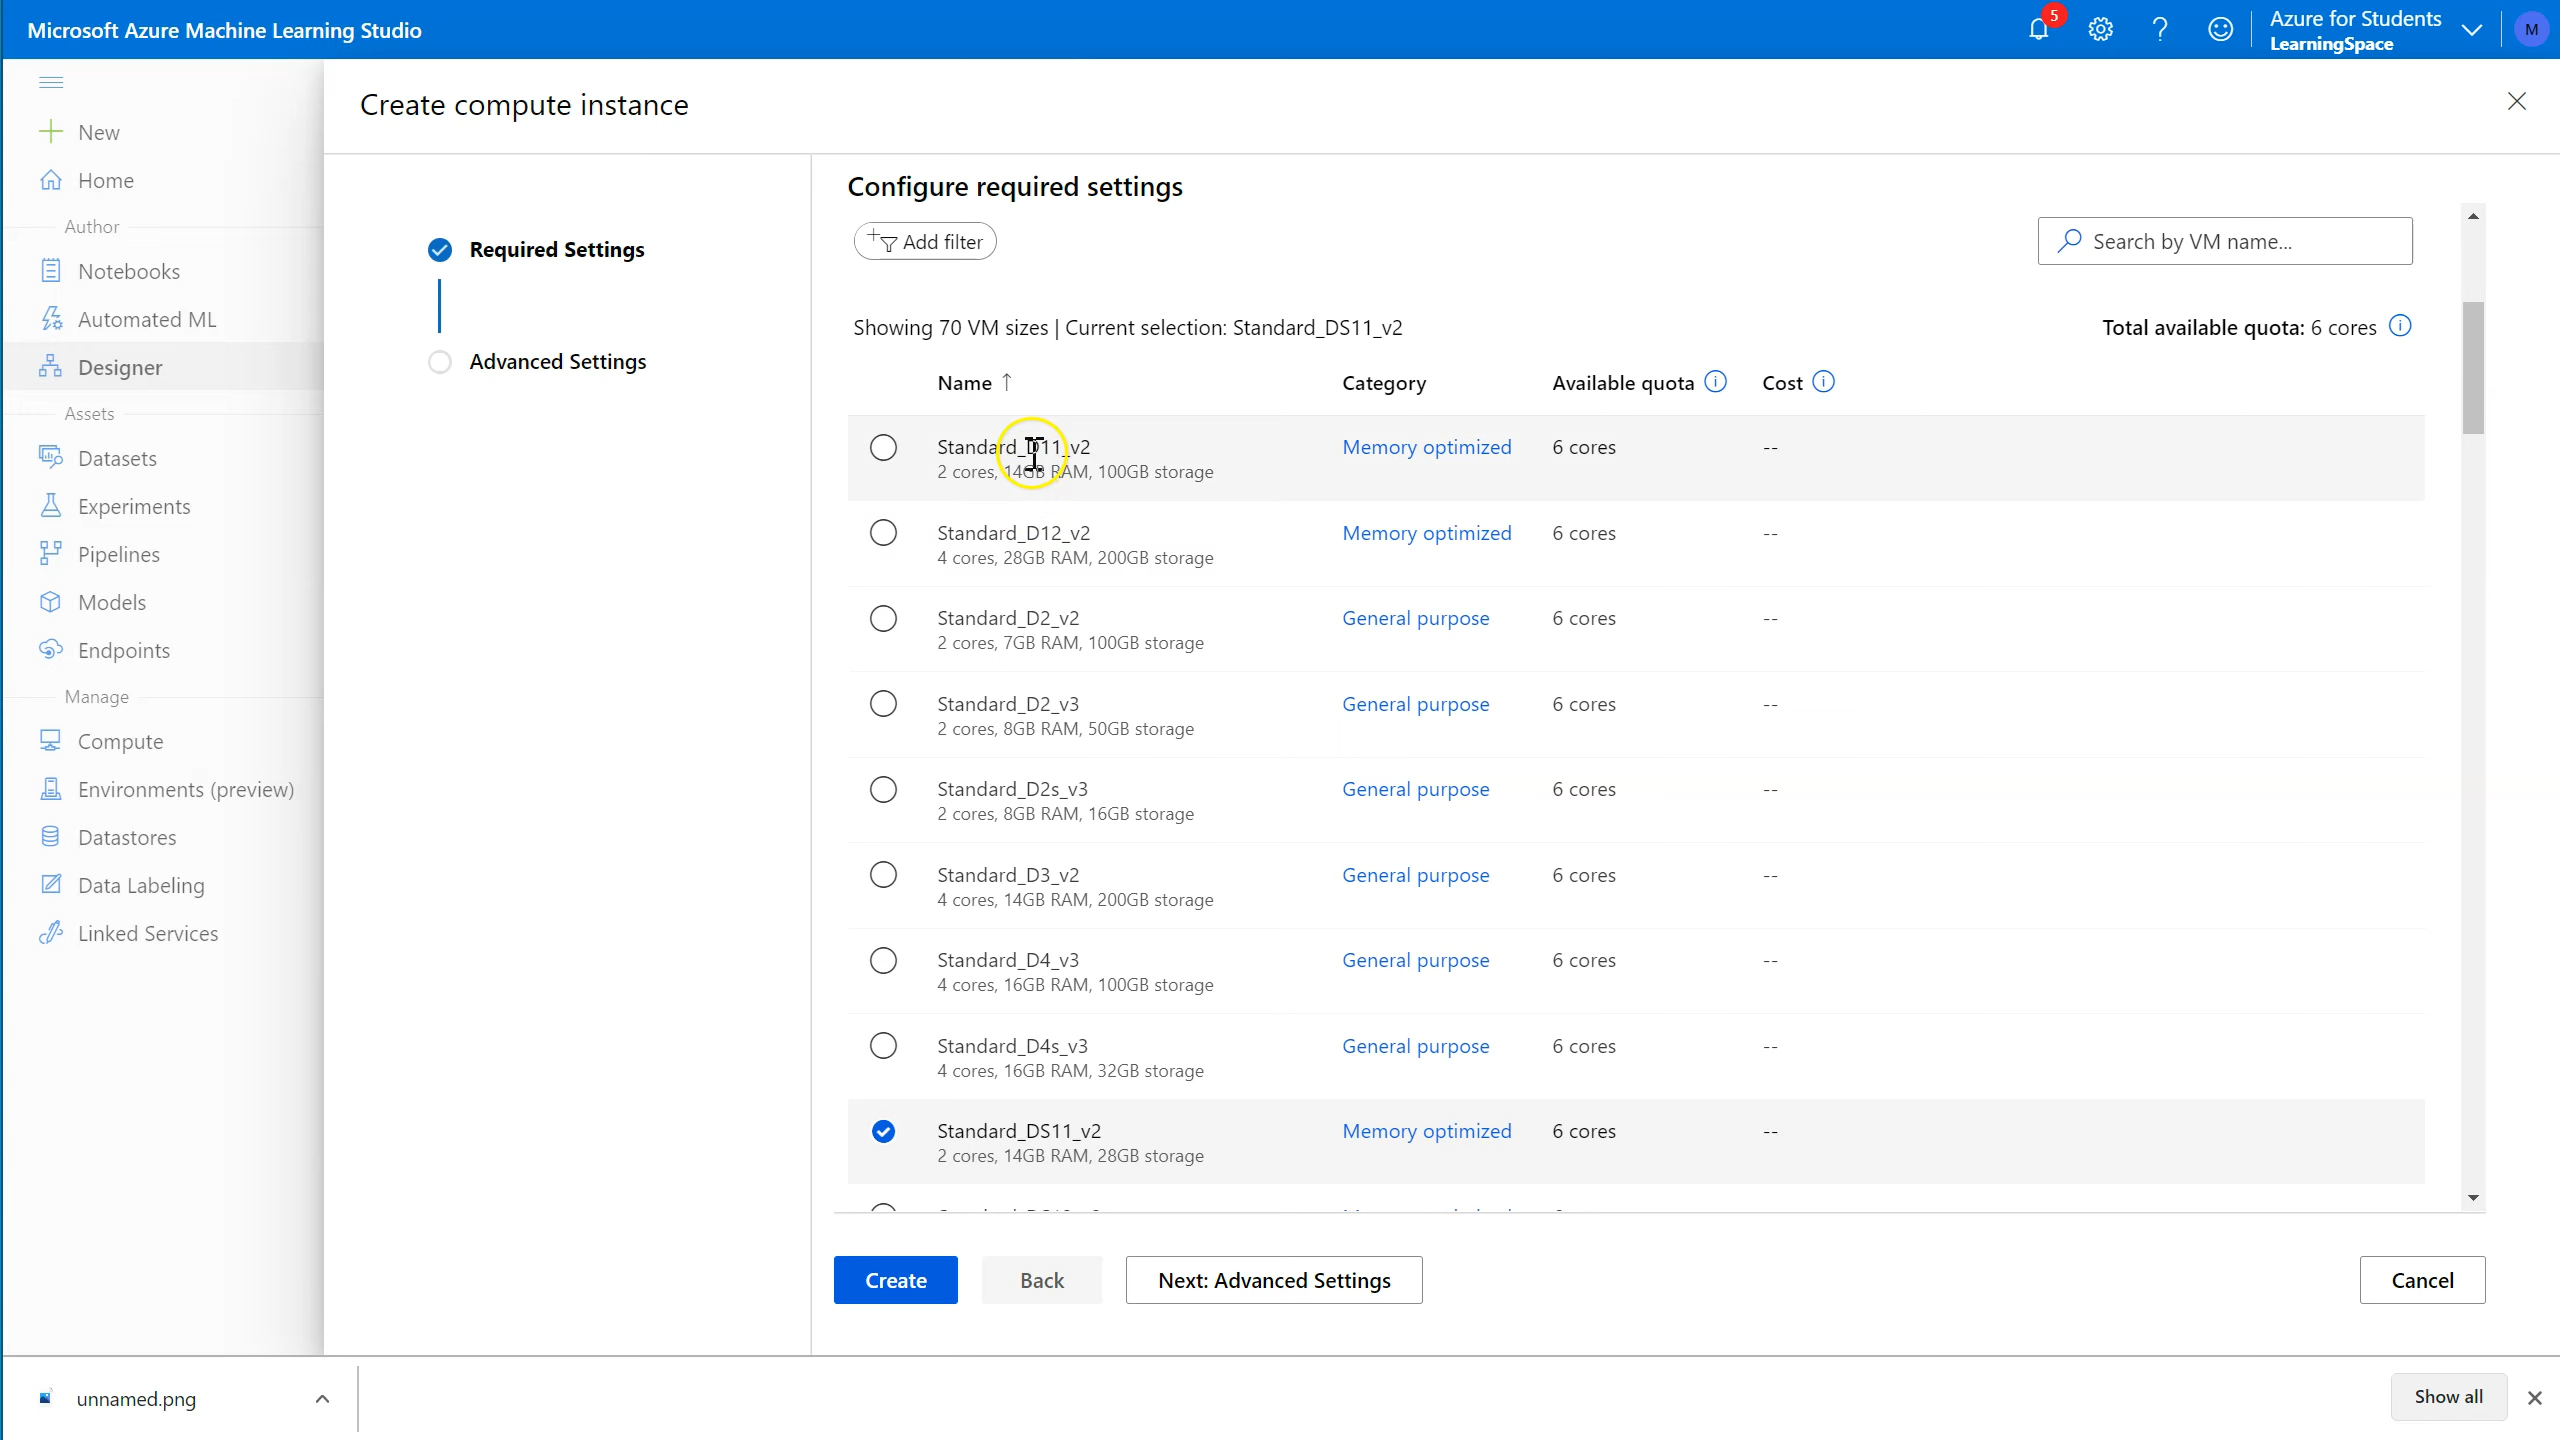 Microsoft Azure Machine Learning Studio
5
Azure for Students
LearningSpace
M
New
Home
Author
Notebooks
Automated ML
Designer
Assets
Datasets
Experiments
Pipelines
Models
Endpoints
Manage
Compute
Environments (preview)
Datastores
Data Labeling
Linked Services
Create compute instance
Required Settings
Advanced Settings
Configure required settings
Add filter
Search by VM name...
Showing 70 VM sizes | Current selection: Standard_DS11_v2
Total available quota: 6 cores
Name ↑ Category Available quota Cost
Standard_D11_v2 Memory optimized 6 cores --
2 cores, 14GB RAM, 100GB storage
Standard_D12_v2 Memory optimized 6 cores --
4 cores, 28GB RAM, 200GB storage
Standard_D2_v2 General purpose 6 cores --
2 cores, 7GB RAM, 100GB storage
Standard_D2_v3 General purpose 6 cores --
2 cores, 8GB RAM, 50GB storage
Standard_D2s_v3 General purpose 6 cores --
2 cores, 8GB RAM, 16GB storage
Standard_D3_v2 General purpose 6 cores --
4 cores, 14GB RAM, 200GB storage
Standard_D4_v3 General purpose 6 cores --
4 cores, 16GB RAM, 100GB storage
Standard_D4s_v3 General purpose 6 cores --
4 cores, 16GB RAM, 32GB storage
Standard_DS11_v2 Memory optimized 6 cores --
2 cores, 14GB RAM, 28GB storage
Create
Back
Next: Advanced Settings
Cancel
unnamed.png
Show all